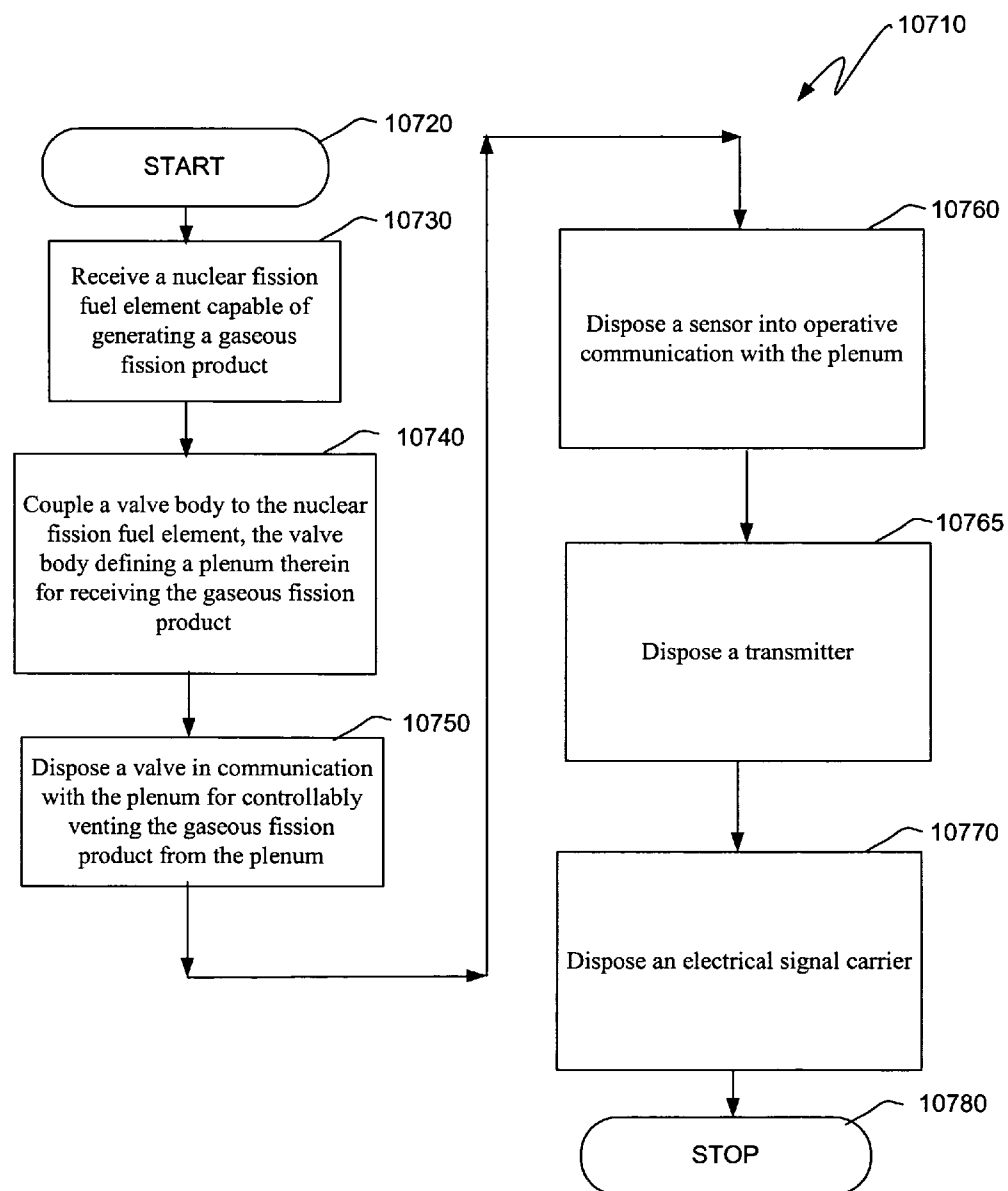 10710
10720
START
10730
Receive a nuclear fission
fuel element capable of
generating a gaseous
fission product
10740
Couple a valve body to the nuclear
fission fuel element, the valve
body defining a plenum therein
for receiving the gaseous fission
product
10750
Dispose a valve in communication
with the plenum for controllably
venting the gaseous fission
product from the plenum
10760
Dispose a sensor into operative
communication with the plenum
10765
Dispose a transmitter
10770
Dispose an electrical signal carrier
10780
STOP